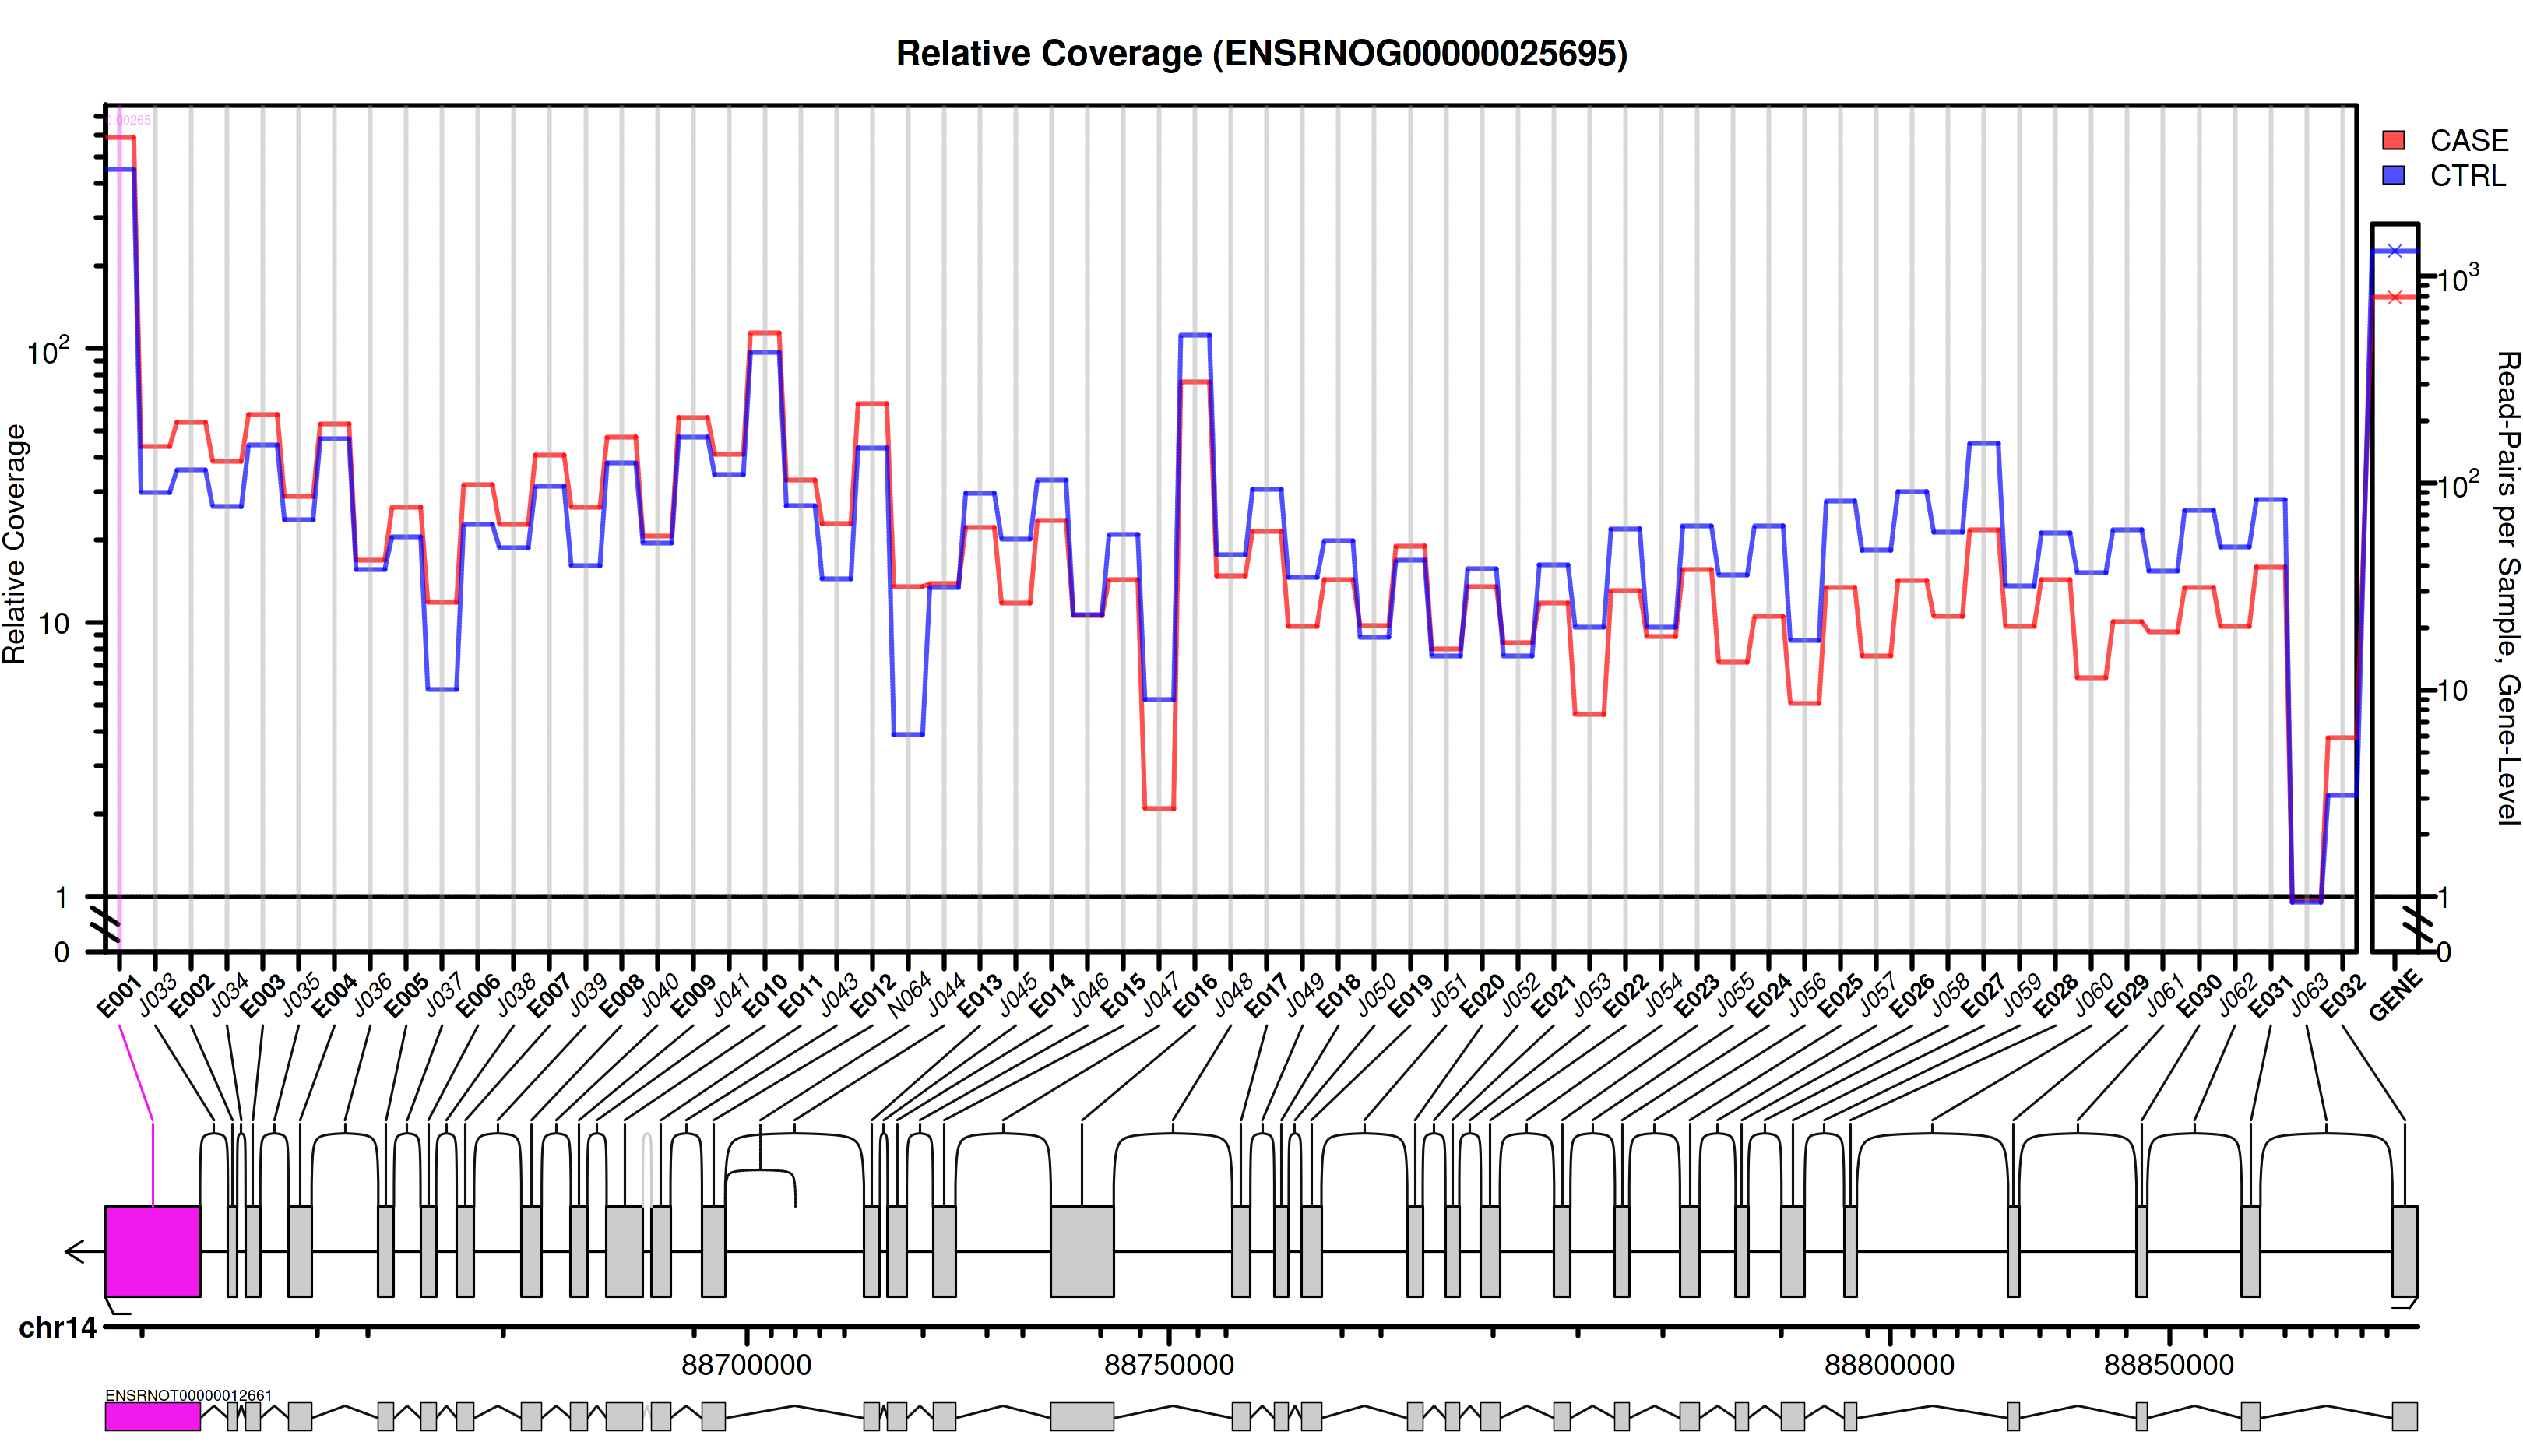 Relative Coverage (ENSRNOG00000025695)
0.00265
CASE
CTRL
Relative Coverage
10²
10
1
0
10³
10²
10
1
0
Read-Pairs per Sample, Gene-Level
E001 J033 E002 J034 E003 J035 E004 J036 E005 J037 E006 J038 E007 J039 E008 J040 E009 J041 E010 E011 J043 E012 N064 J044 E013 J045 E014 J046 E015 J047 E016 J048 E017 J049 E018 J050 E019 J051 E020 J052 E021 J053 E022 J054 E023 J055 E024 J056 E025 J057 E026 J058 E027 J059 E028 J060 E029 J061 E030 J062 E031 J063 E032 GENE
chr14
88700000 88750000 88800000 88850000
ENSRNOT00000012661